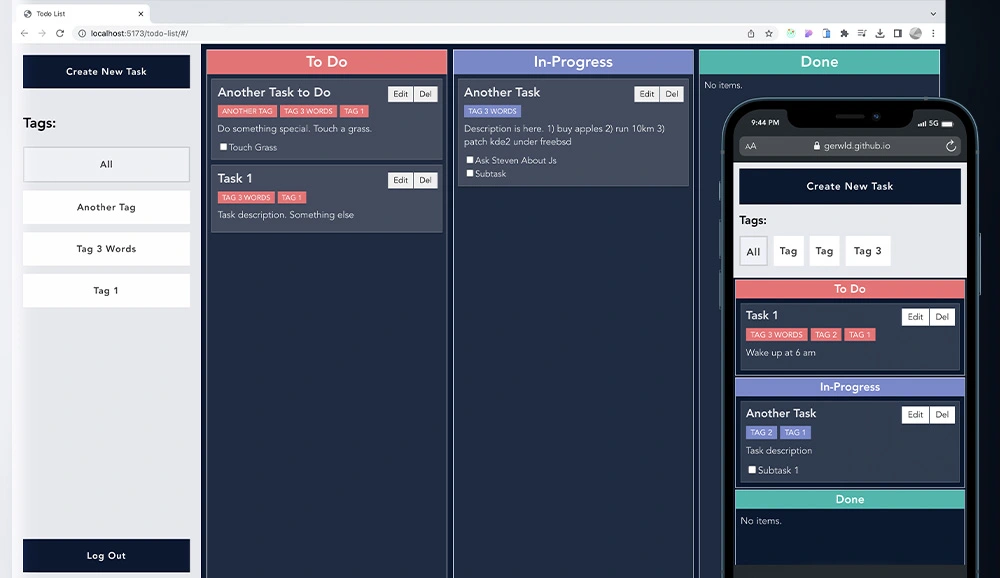 Todo List
localhost:5173/todo-list/#/
Create New Task
Tags:
All
Another Tag
Tag 3 Words
Tag 1
Log Out
To Do
Another Task to Do
Edit
Del
ANOTHER TAG
TAG 3 WORDS
TAG 1
Do something special. Touch a grass.
Touch Grass
Task 1
Edit
Del
TAG 3 WORDS
TAG 1
Task description. Something else
In-Progress
Another Task
Edit
Del
TAG 3 WORDS
Description is here. 1) buy apples 2) run 10km 3)
patch kde2 under freebsd
Ask Steven About Js
Subtask
Done
No items.
9:44 PM
5G
AA
gerwld.github.io
Create New Task
Tags:
All
Tag
Tag
Tag 3
To Do
Task 1
Edit
Del
TAG 3 WORDS
TAG 2
TAG 1
Wake up at 6 am
In-Progress
Another Task
Edit
Del
TAG 2
TAG 1
Task description
Subtask 1
Done
No items.